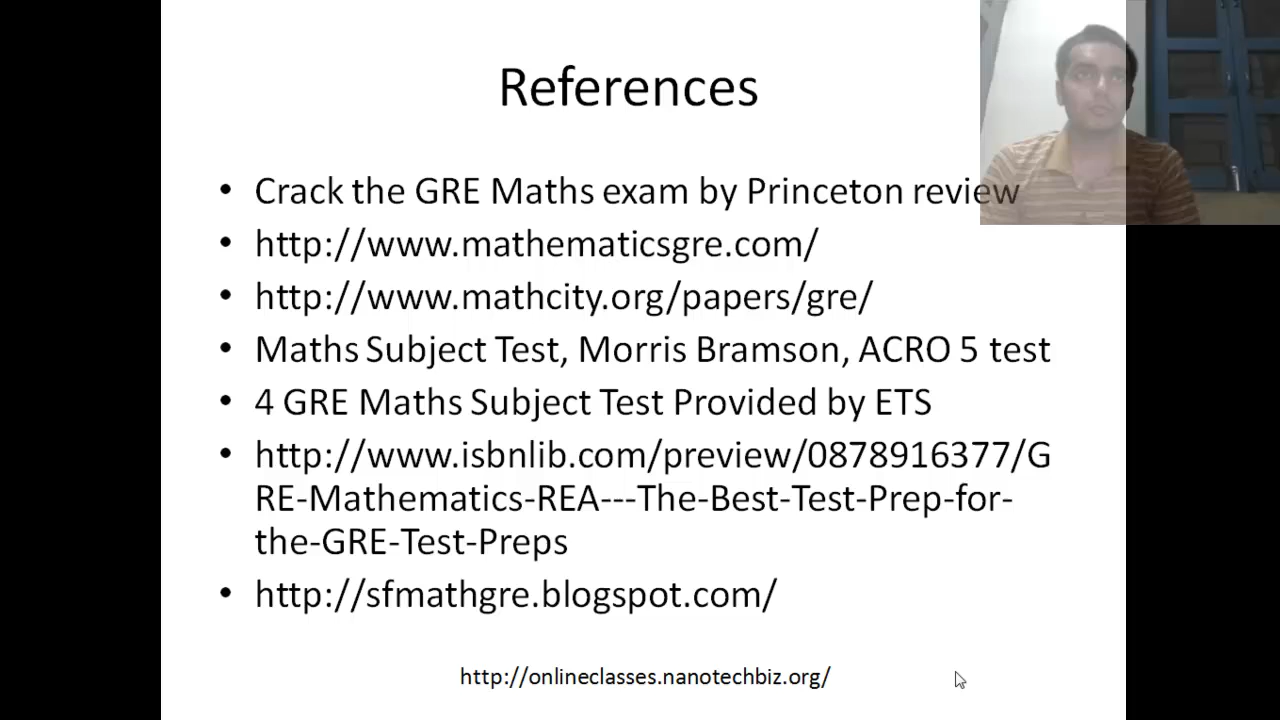 References
• Crack the GRE Maths exam by Princeton review
• http://www.mathematicsgre.com/
• http://www.mathcity.org/papers/gre/
• Maths Subject Test, Morris Bramson, ACRO 5 test
• 4 GRE Maths Subject Test Provided by ETS
• http://www.isbnlib.com/preview/0878916377/G
RE-Mathematics-REA---The-Best-Test-Prep-for-
the-GRE-Test-Preps
• http://sfmathgre.blogspot.com/
http://onlineclasses.nanotechbiz.org/